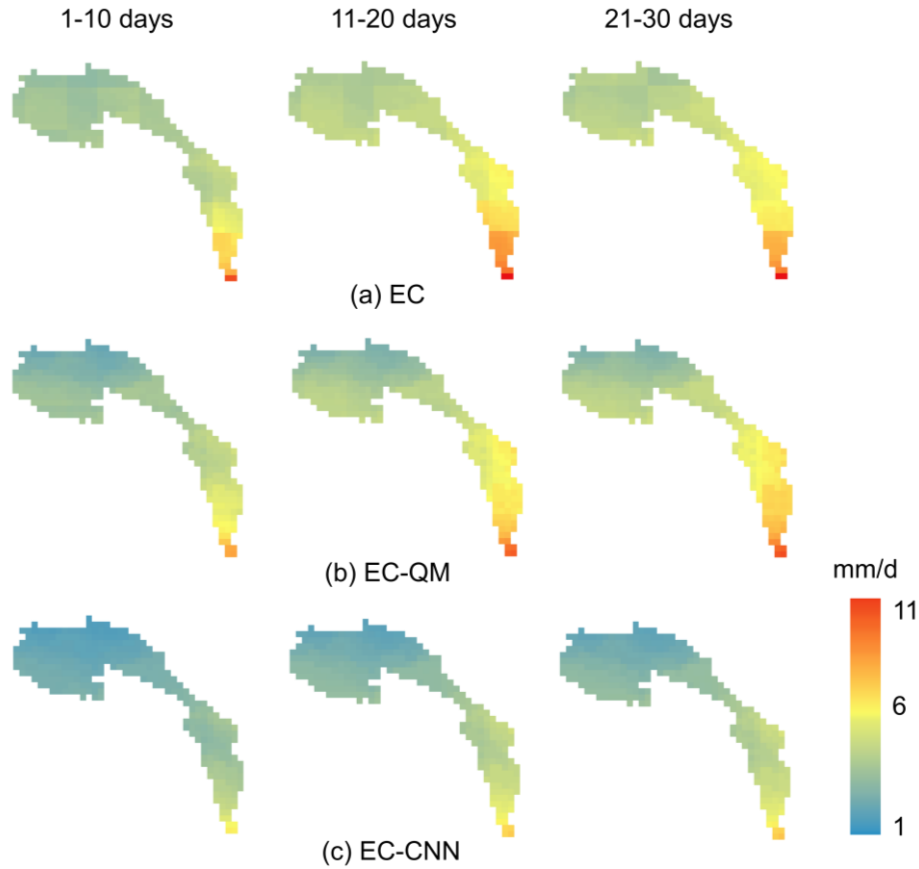 1-10 days
11-20 days
21-30 days
(a) EC
(b) EC-QM
mm/d
11
6
1
(c) EC-CNN